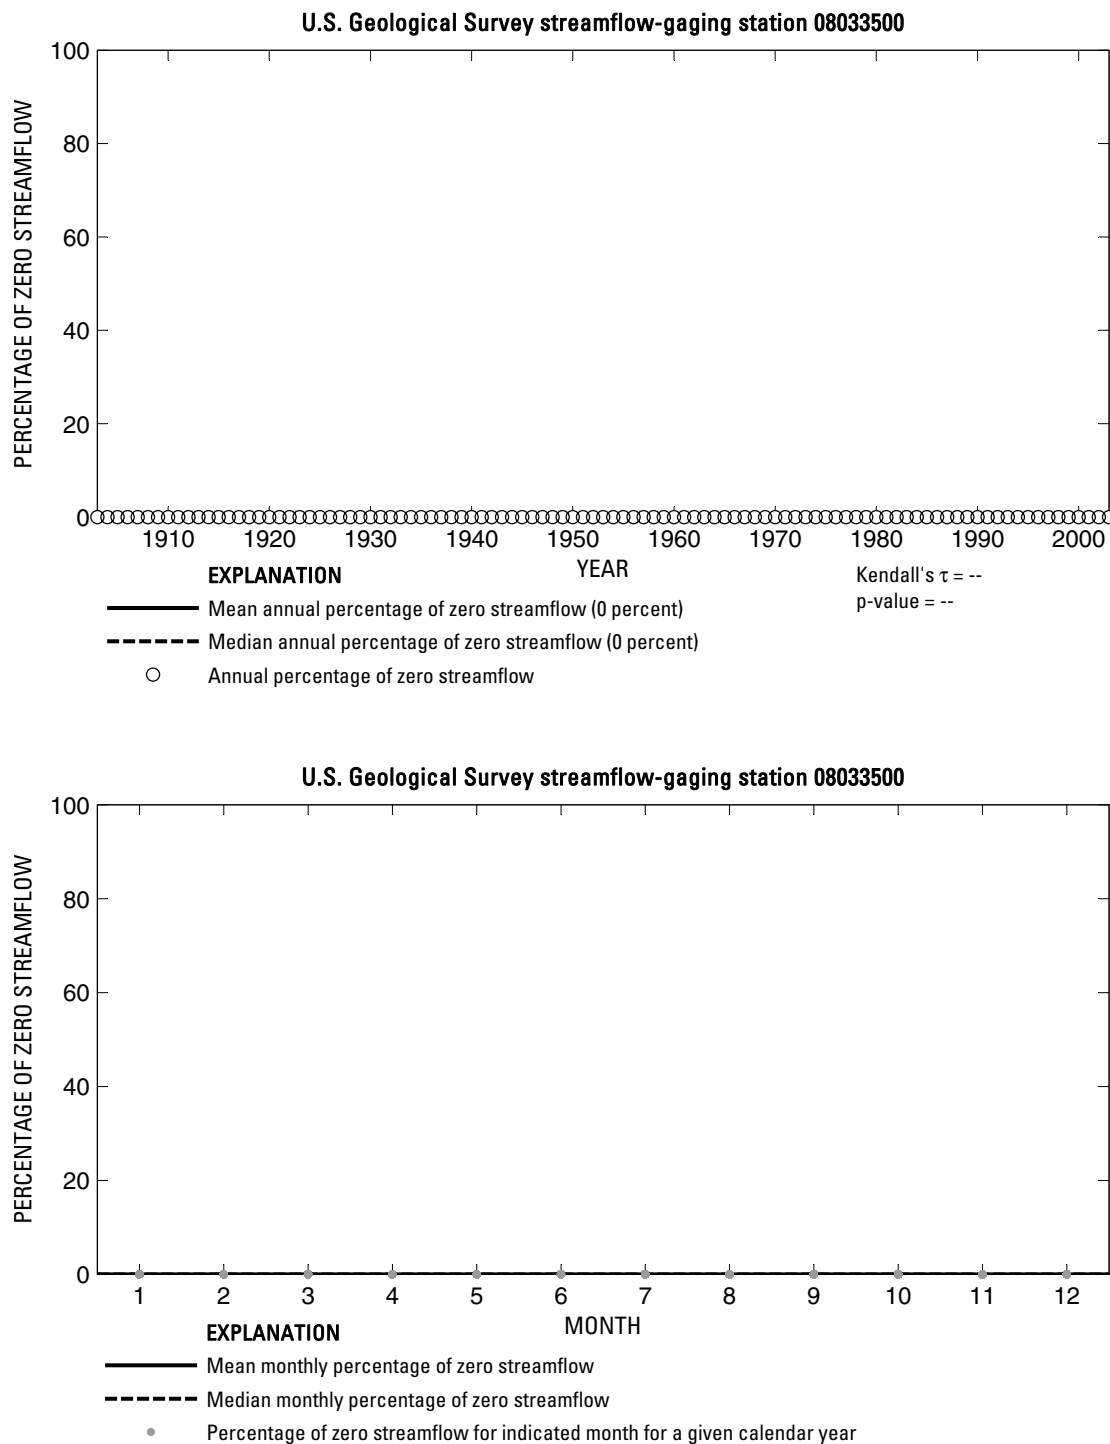 U.S. Geological Survey streamflow-gaging station 08033500
PERCENTAGE OF ZERO STREAMFLOW
100
80
60
40
20
0
1910 1920 1930 1940 1950 1960 1970 1980 1990 2000
YEAR
EXPLANATION
Mean annual percentage of zero streamflow (0 percent)
Median annual percentage of zero streamflow (0 percent)
Annual percentage of zero streamflow
Kendall's τ = --
p-value = --
U.S. Geological Survey streamflow-gaging station 08033500
PERCENTAGE OF ZERO STREAMFLOW
100
80
60
40
20
0
1 2 3 4 5 6 7 8 9 10 11 12
MONTH
EXPLANATION
Mean monthly percentage of zero streamflow
Median monthly percentage of zero streamflow
Percentage of zero streamflow for indicated month for a given calendar year